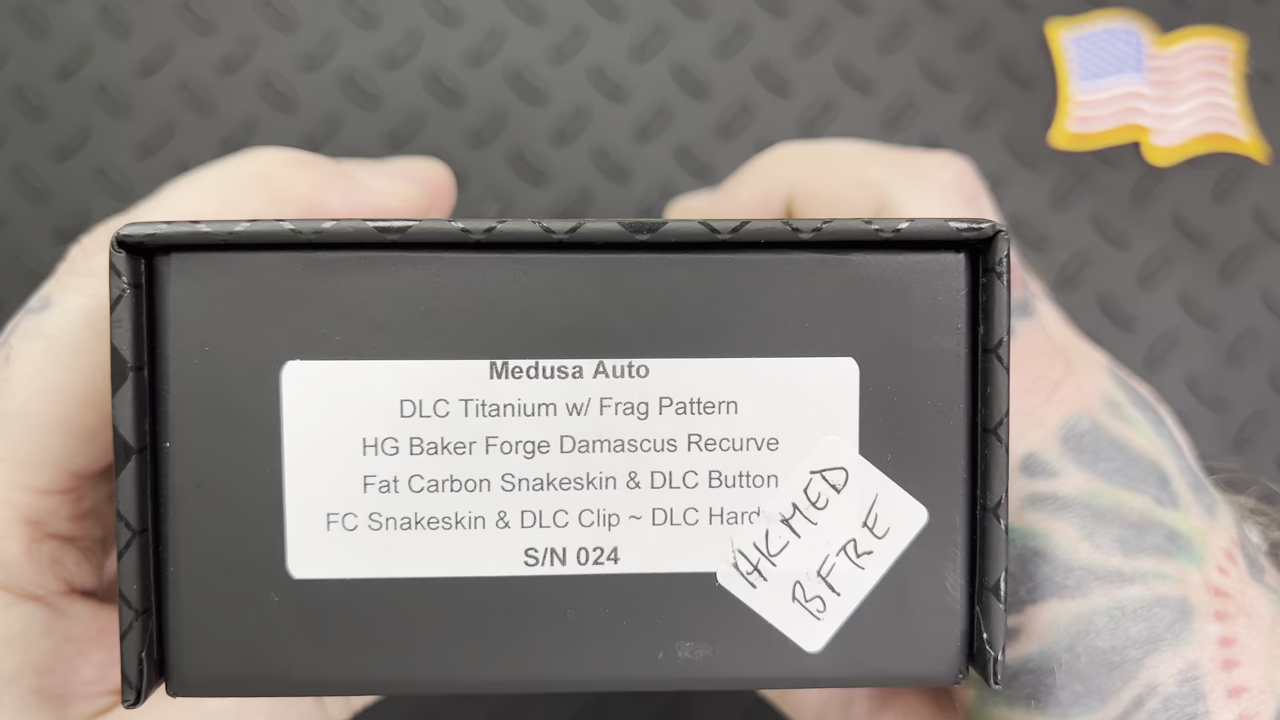 Medusa Auto
DLC Titanium w/ Frag Pattern
HG Baker Forge Damascus Recurve
Fat Carbon Snakeskin & DLC Button
FC Snakeskin & DLC Clip ~ DLC Hard
S/N 024
HKMED
BFRE